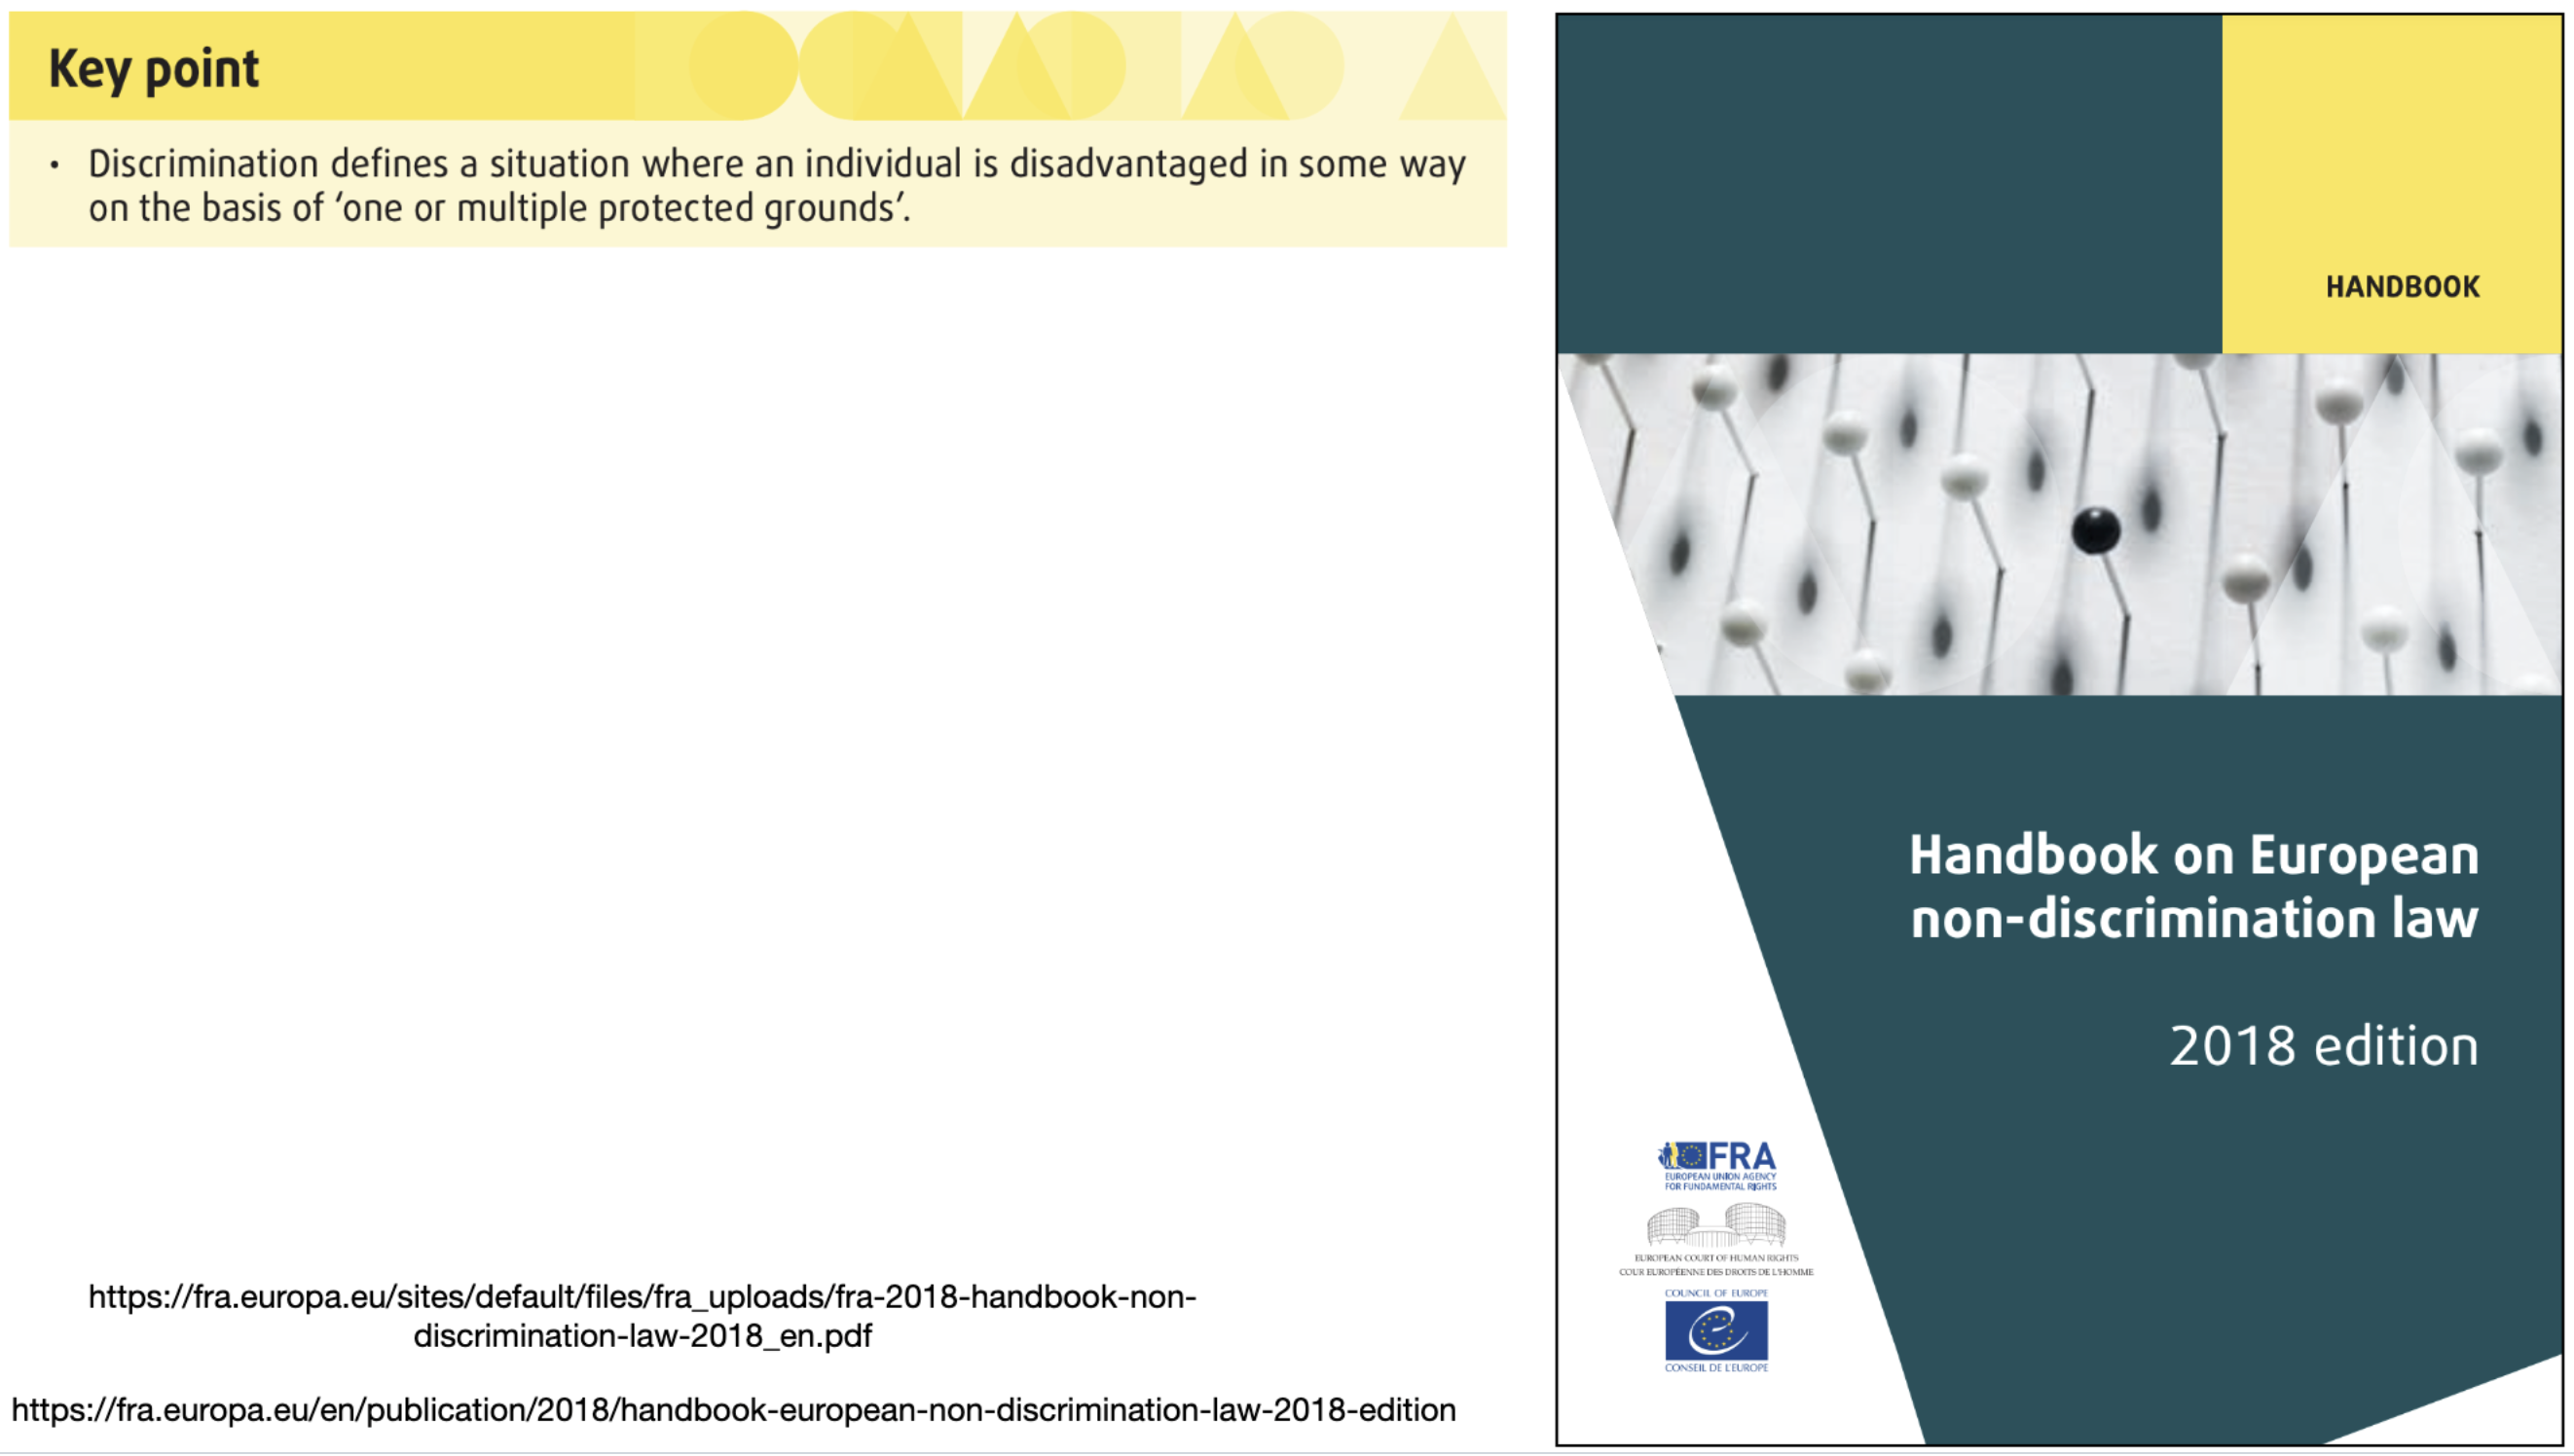 Key point
• Discrimination defines a situation where an individual is disadvantaged in some way
on the basis of ‘one or multiple protected grounds’.
https://fra.europa.eu/sites/default/files/fra_uploads/fra-2018-handbook-non-
discrimination-law-2018_en.pdf
https://fra.europa.eu/en/publication/2018/handbook-european-non-discrimination-law-2018-edition
HANDBOOK
Handbook on European
non-discrimination law
2018 edition
FRA
EUROPEAN UNION AGENCY
FOR FUNDAMENTAL RIGHTS
EUROPEAN COURT OF HUMAN RIGHTS
COUR EUROPÉENNE DES DROITS DE L'HOMME
COUNCIL OF EUROPE
CONSEIL DE L'EUROPE